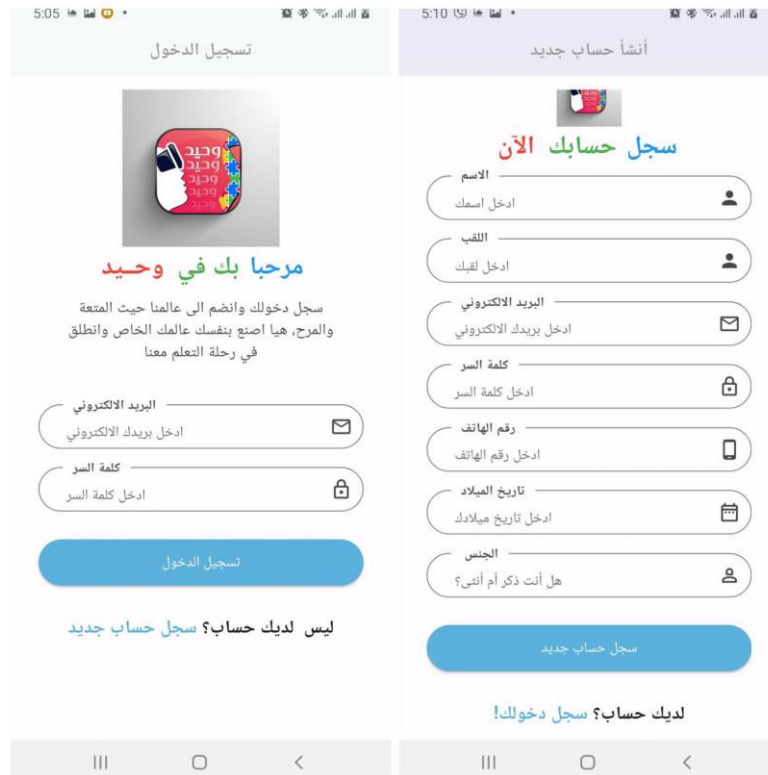 5:05
تسجيل الدخول
وحيد
وحيد
وحيد
وحيد
وحيد
مرحبا بك في وحــيد
سجل دخولك وانضم الى عالمنا حيث المتعة
والمرح، هيا اصنع بنفسك عالمك الخاص وانطلق
في رحلة التعلم معنا
البريد الالكتروني
ادخل بريدك الالكتروني
كلمة السر
ادخل كلمة السر
تسجيل الدخول
ليس لديك حساب؟ سجل حساب جديد
5:10
أنشأ حساب جديد
سجل حسابك الآن
الاسم
ادخل اسمك
اللقب
ادخل لقبك
البريد الالكتروني
ادخل بريدك الالكتروني
كلمة السر
ادخل كلمة السر
رقم الهاتف
ادخل رقم الهاتف
تاريخ الميلاد
ادخل تاريخ ميلادك
الجنس
هل أنت ذكر أم أنثى؟
سجل حساب جديد
لديك حساب؟ سجل دخولك!